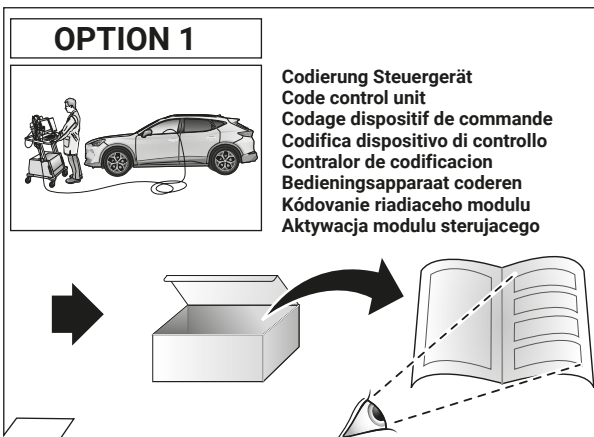 OPTION 1
Codierung Steuergerät
Code control unit
Codage dispositif de commande
Codifica dispositivo di controllo
Contralor de codificacion
Bedieningsapparaat coderen
Kódovanie riadiaceho modulu
Aktywacja modulu sterujacego